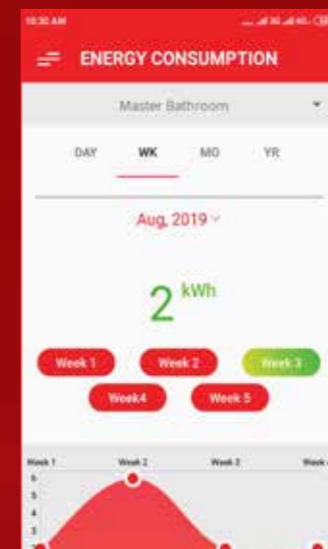 10:30 AM
ENERGY CONSUMPTION
Master Bathroom
DAY WK MO YR
Aug, 2019
2 kWh
Week 1 Week 2 Week 3
Week4 Week 5
Week 1 Week 2 Week 3
6
5
4
3